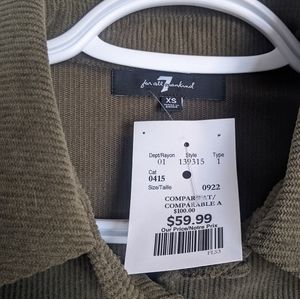 7
for all mankind
XS
Dept/Rayon Style Type
01 139315 1
Cat
0415
Size/Taille 0922
COMPARE AT/
COMPARABLE A
$100.00
$59.99
Our Price/Notre Prix